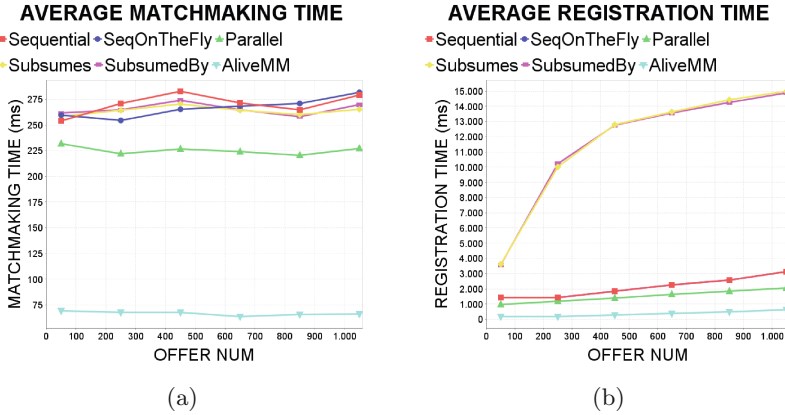 AVERAGE MATCHMAKING TIME
Sequential SeqOnTheFly Parallel
Subsumes SubsumedBy AliveMM
MATCHMAKING TIME (ms)
275
250
225
200
175
150
125
100
75
0 100 200 300 400 500 600 700 800 900 1.000
OFFER NUM
(a)
AVERAGE REGISTRATION TIME
Sequential SeqOnTheFly Parallel
Subsumes SubsumedBy AliveMM
REGISTRATION TIME (ms)
15.000
14.000
13.000
12.000
11.000
10.000
9.000
8.000
7.000
6.000
5.000
4.000
3.000
2.000
1.000
0
0 100 200 300 400 500 600 700 800 900 1.000
OFFER NUM
(b)